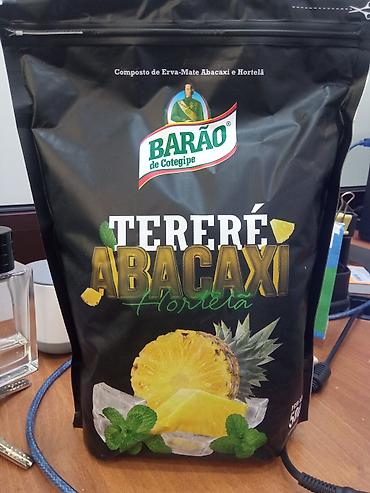 Composto de Erva-Mate Abacaxi e Hortelã
BARÃO®
de Cotegipe
TERERÉ
ABACAXI
Hortelã